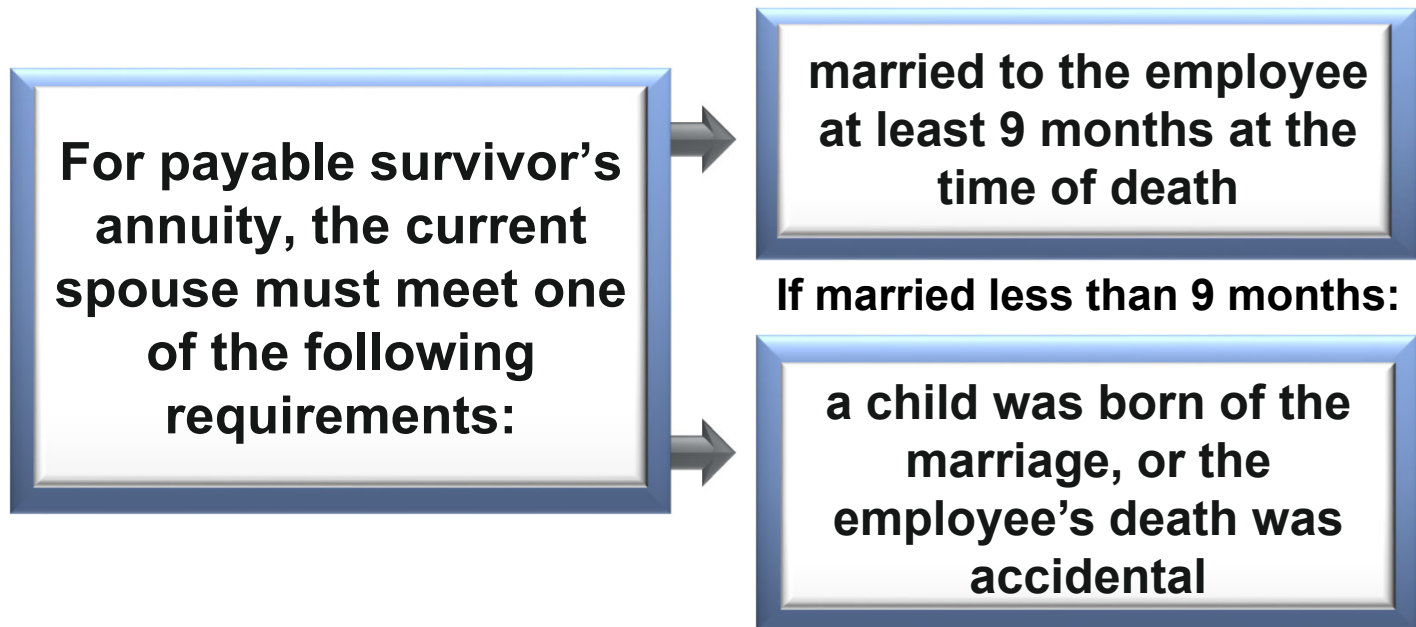 For payable survivor’s
annuity, the current
spouse must meet one
of the following
requirements:
married to the employee
at least 9 months at the
time of death
If married less than 9 months:
a child was born of the
marriage, or the
employee’s death was
accidental